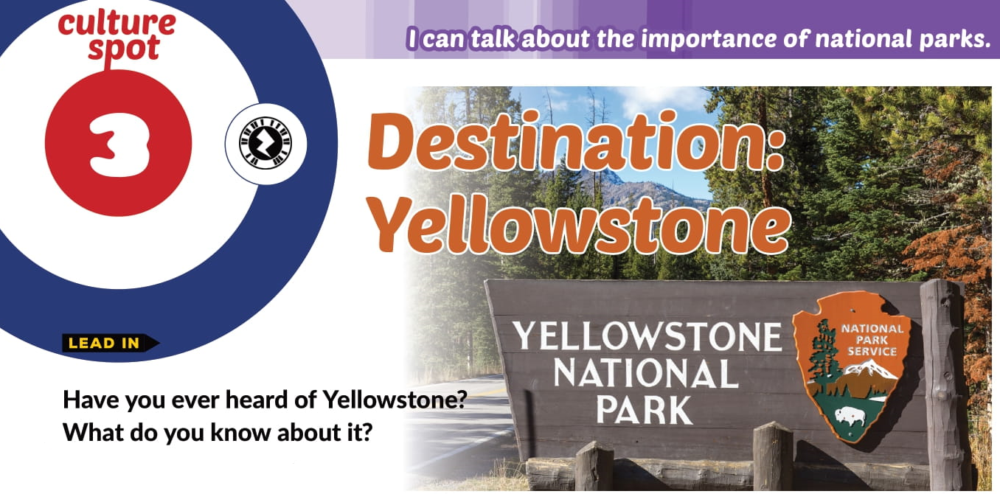 culture
spot
3
I can talk about the importance of national parks.
Destination:
Yellowstone
YELLOWSTONE
NATIONAL
PARK
NATIONAL
PARK
SERVICE
LEAD IN
Have you ever heard of Yellowstone?
What do you know about it?